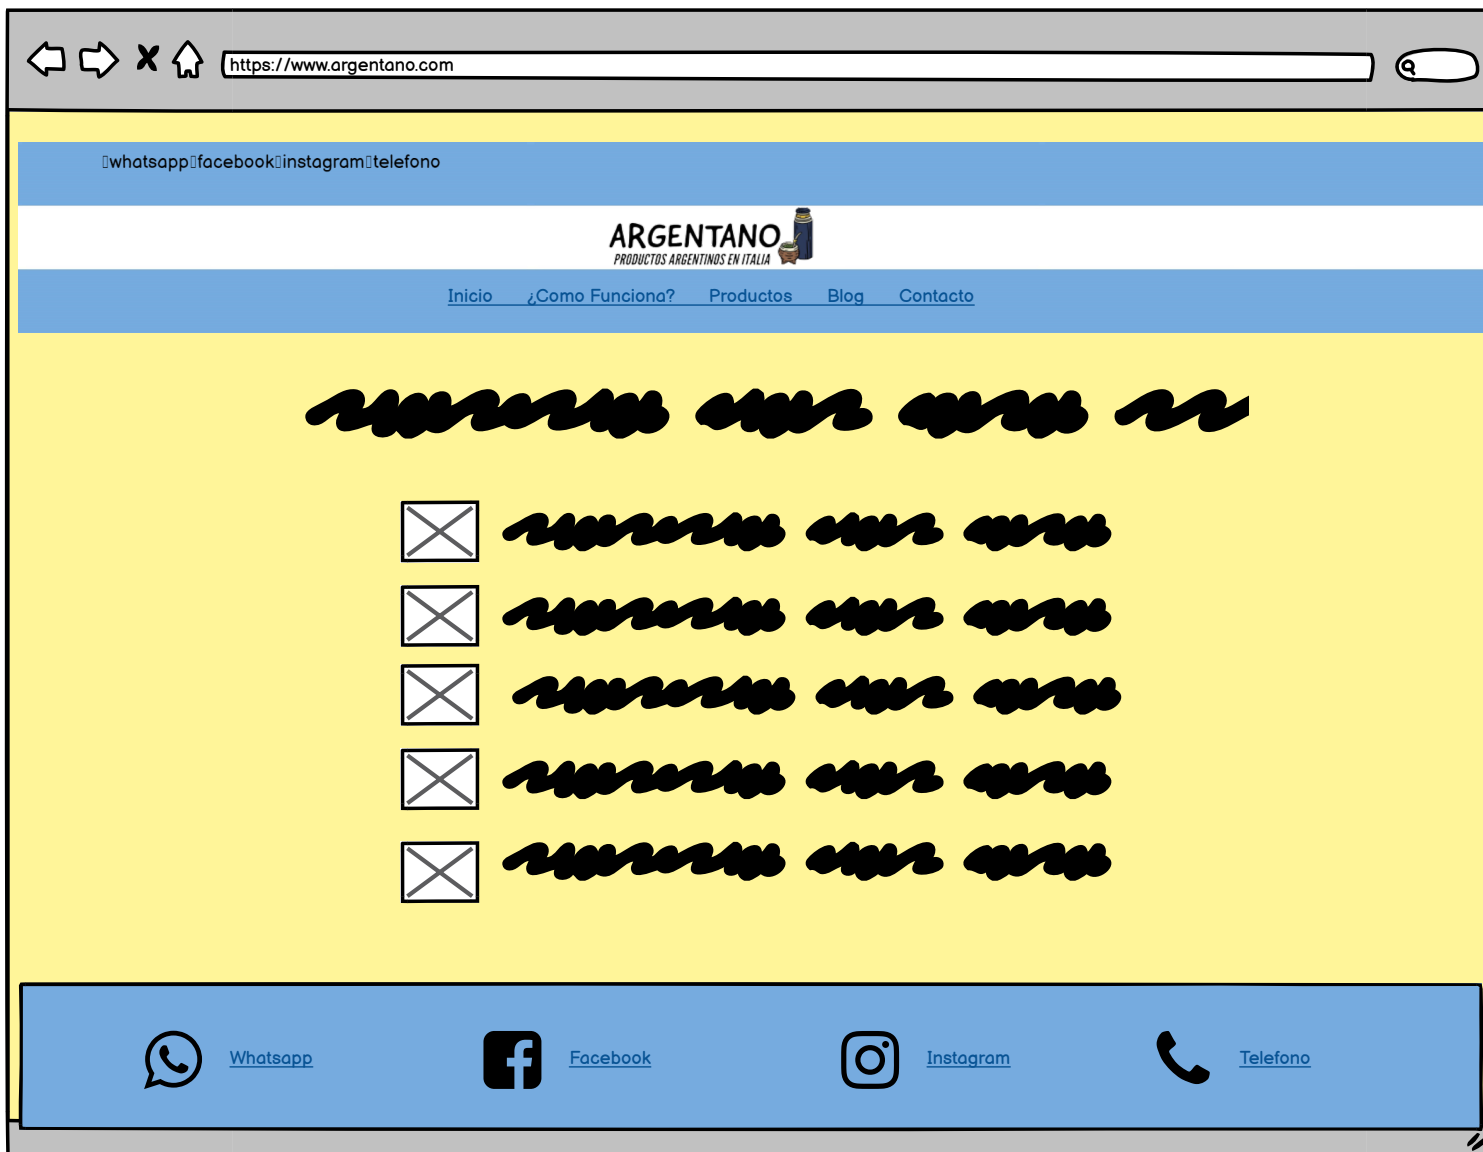 https://www.argentano.com
whatsapp facebook instagram telefono
ARGENTANO
PRODUCTOS ARGENTINOS EN ITALIA
Inicio ¿Como Funciona? Productos Blog Contacto
Whatsapp Facebook Instagram Telefono